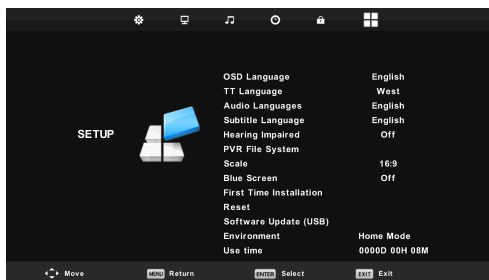 SETUP
OSD Language English
TT Language West
Audio Languages English
Subtitle Language English
Hearing Impaired Off
PVR File System
Scale 16:9
Blue Screen Off
First Time Installation
Reset
Software Update (USB)
Environment Home Mode
Use time 0000D 00H 08M
Move MENU Return ENTER Select EXIT Exit